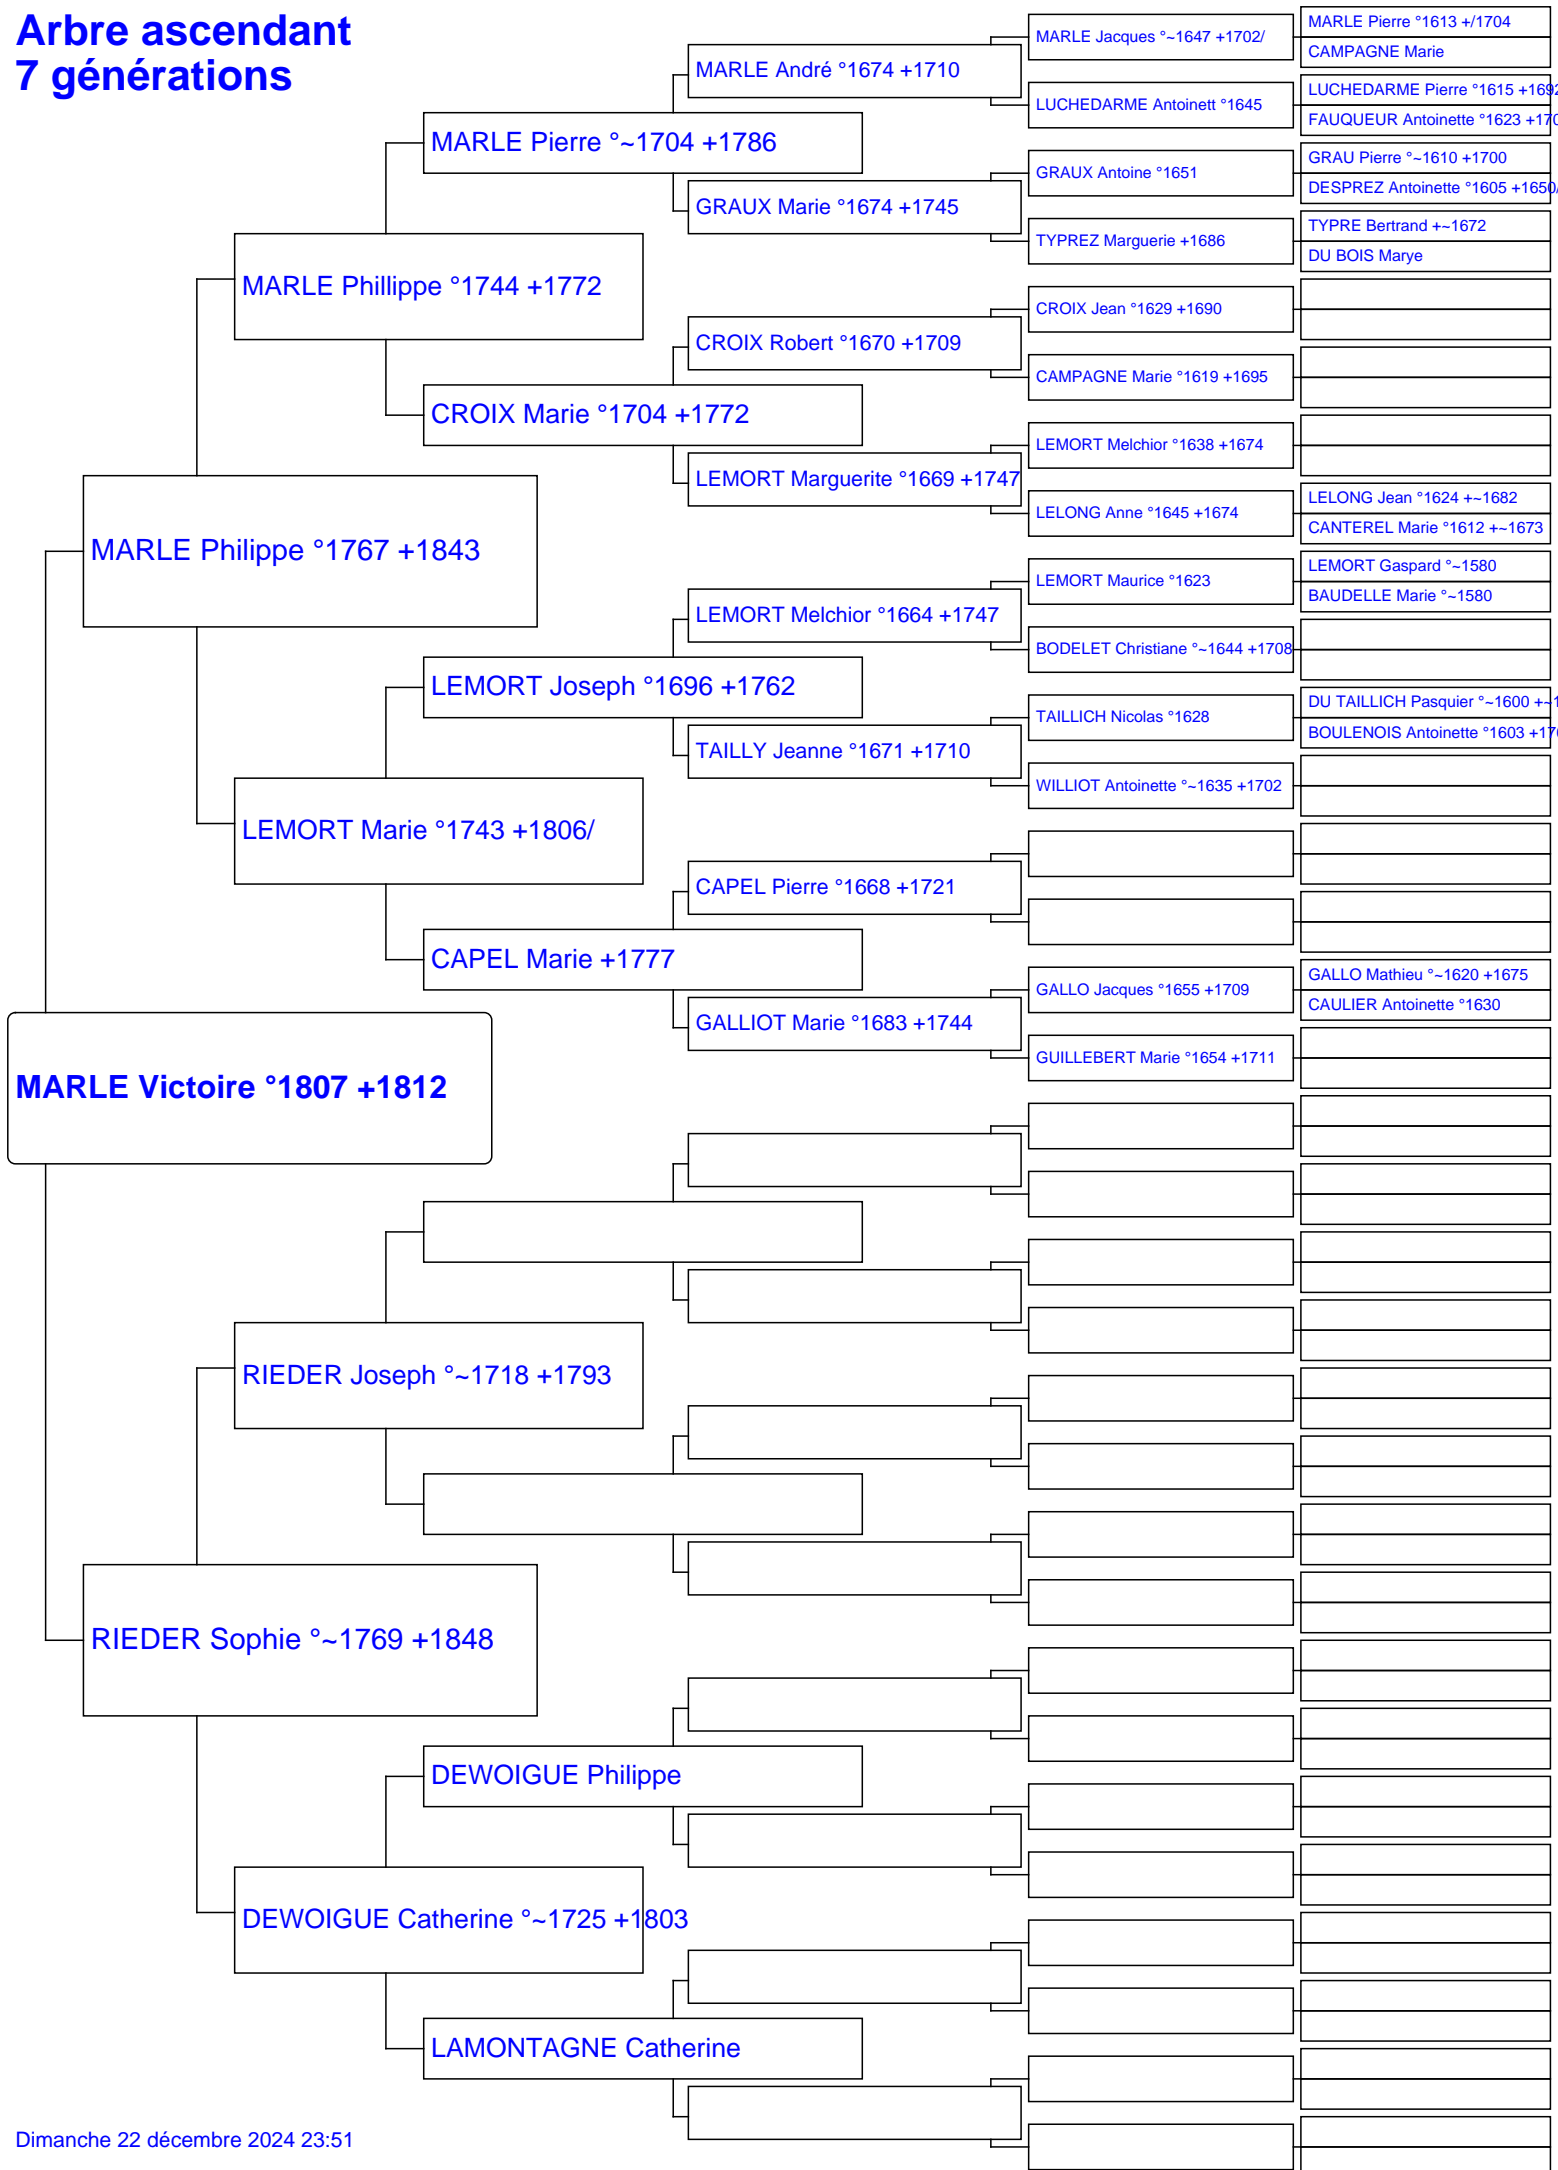 Arbre ascendant
7 générations
MARLE Victoire °1807 +1812
MARLE Philippe °1767 +1843
RIEDER Sophie °~1769 +1848
MARLE Phillippe °1744 +1772
LEMORT Marie °1743 +1806/
RIEDER Joseph °~1718 +1793
DEWOIGUE Catherine °~1725 +1803
MARLE Pierre °~1704 +1786
CROIX Marie °1704 +1772
LEMORT Joseph °1696 +1762
CAPEL Marie +1777
DEWOIGUE Philippe
LAMONTAGNE Catherine
MARLE André °1674 +1710
GRAUX Marie °1674 +1745
CROIX Robert °1670 +1709
LEMORT Marguerite °1669 +1747
LEMORT Melchior °1664 +1747
TAILLY Jeanne °1671 +1710
CAPEL Pierre °1668 +1721
GALLIOT Marie °1683 +1744
MARLE Jacques °~1647 +1702/
LUCHEDARME Antoinett °1645
GRAUX Antoine °1651
TYPREZ Marguerie +1686
CROIX Jean °1629 +1690
CAMPAGNE Marie °1619 +1695
LEMORT Melchior °1638 +1674
LELONG Anne °1645 +1674
LEMORT Maurice °1623
BODELET Christiane °~1644 +1708
TAILLICH Nicolas °1628
WILLIOT Antoinette °~1635 +1702
GALLO Jacques °1655 +1709
GUILLEBERT Marie °1654 +1711
MARLE Pierre °1613 +/1704
CAMPAGNE Marie
LUCHEDARME Pierre °1615 +1692
FAUQUEUR Antoinette °1623 +170
GRAU Pierre °~1610 +1700
DESPREZ Antoinette °1605 +1650/
TYPRE Bertrand +~1672
DU BOIS Marye
LELONG Jean °1624 +~1682
CANTEREL Marie °1612 +~1673
LEMORT Gaspard °~1580
BAUDELLE Marie °~1580
DU TAILLICH Pasquier °~1600 +~1
BOULENOIS Antoinette °1603 +170
GALLO Mathieu °~1620 +1675
CAULIER Antoinette °1630
Dimanche 22 décembre 2024 23:51